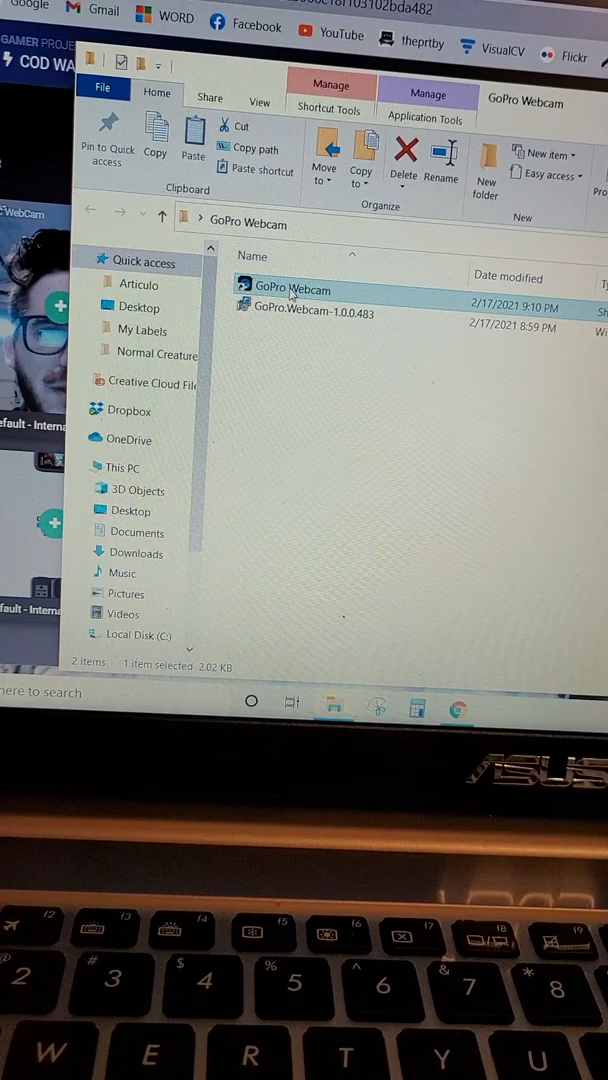 bda482
Google Gmail WORD Facebook YouTube theprtby VisualCV Flickr
GAMER PROJE
COD WA
WebCam
efault - Interna
fault - Interna
Manage Manage GoPro Webcam
File Home Share View Shortcut Tools Application Tools
Pin to Quick access
Copy
Paste
Cut
Copy path
Paste shortcut
Clipboard
Move to
Copy to
Delete
Rename
Organize
New folder
New item
Easy access
New
Pro
GoPro Webcam
Quick access
Articulo
Desktop
My Labels
Normal Creature
Creative Cloud File
Dropbox
OneDrive
This PC
3D Objects
Desktop
Documents
Downloads
Music
Pictures
Videos
Local Disk (C:)
Name Date modified
GoPro Webcam 2/17/2021 9:10 PM Sh
GoPro.Webcam-1.0.0.483 2/17/2021 8:59 PM Wi
2 items 1 item selected 2.02 KB
here to search
ASUS
f2 f3 f4 f5 f6 f7 f8 f9
@ # $ % ^ & *
2 3 4 5 6 7 8
W E R T Y U